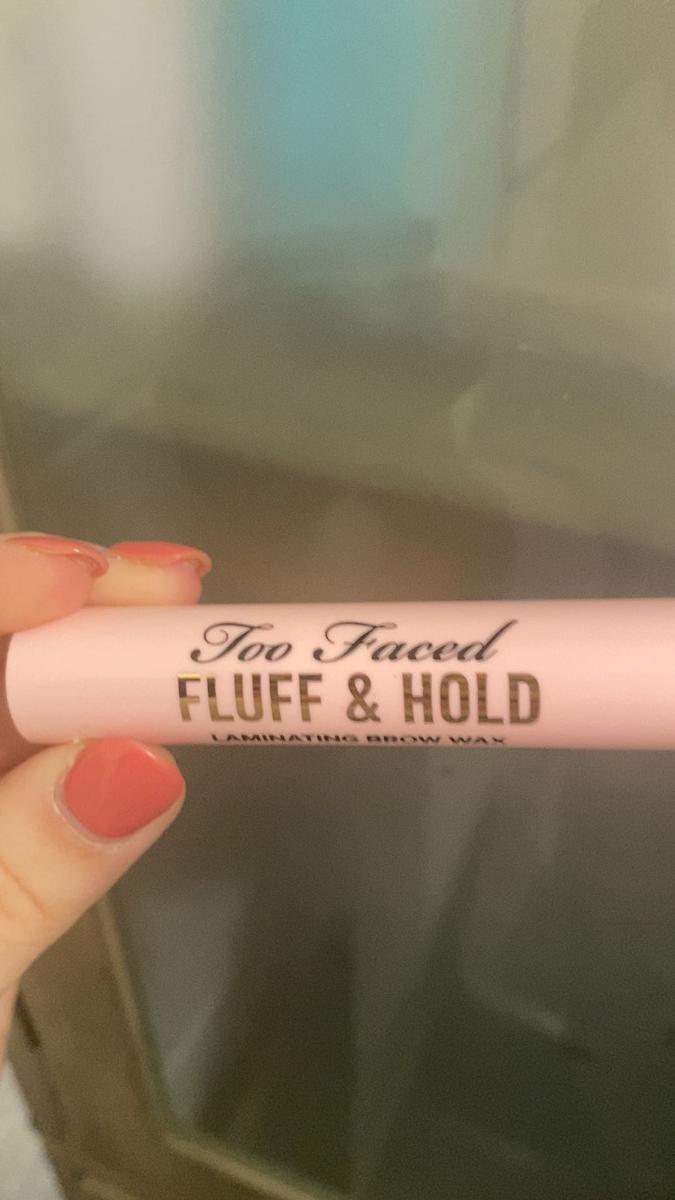 Too Faced
FLUFF & HOLD
LAMINATING BROW WAX